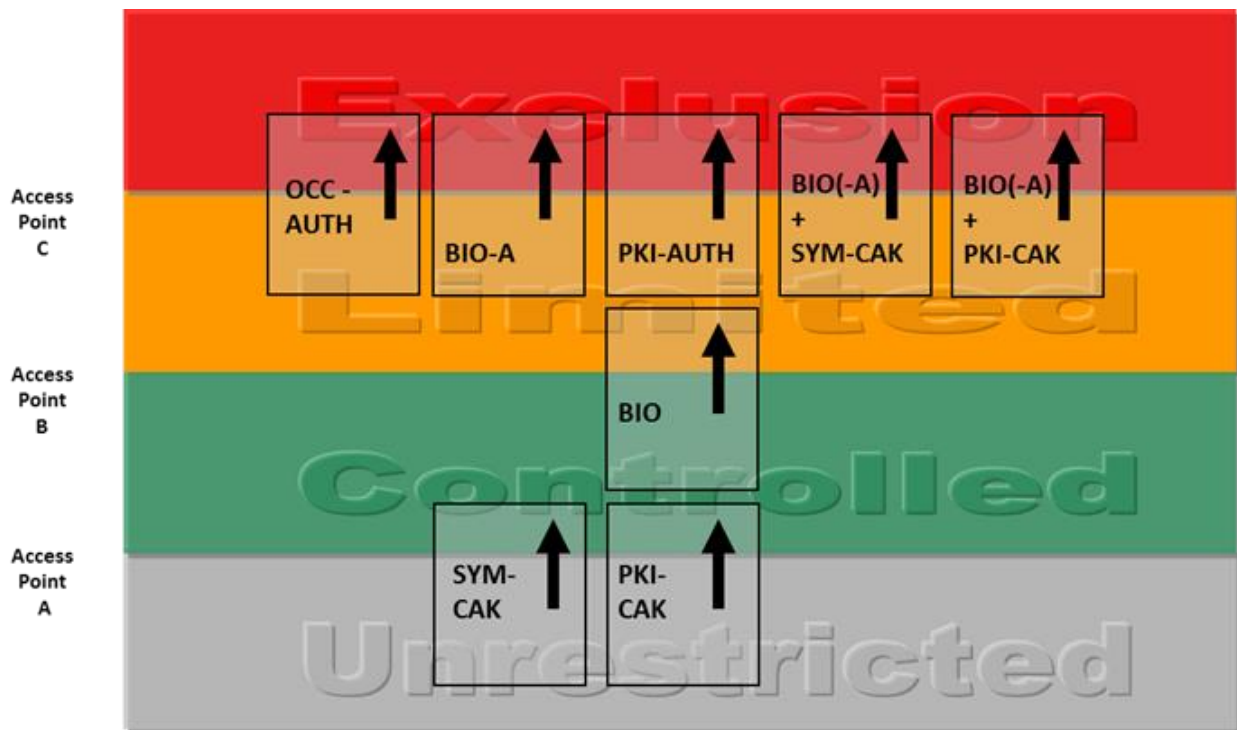 Exclusion
Access
Point
C
OCC -
AUTH
BIO-A
PKI-AUTH
BIO(-A)
+
SYM-CAK
BIO(-A)
+
PKI-CAK
Limited
Access
Point
B
BIO
Controlled
Access
Point
A
SYM-
CAK
PKI-
CAK
Unrestricted